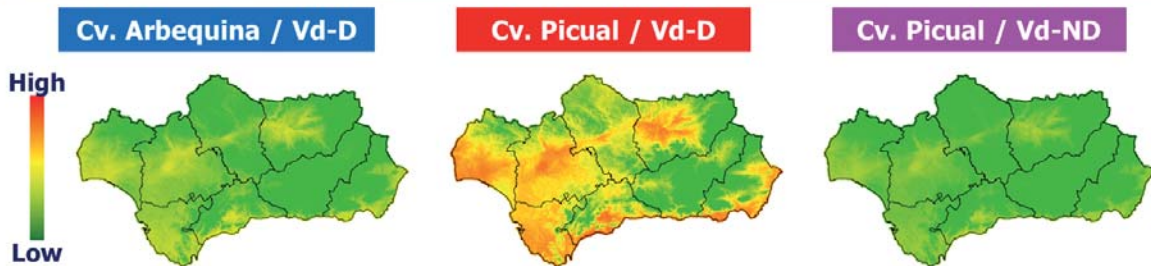 Cv. Arbequina / Vd-D
Cv. Picual / Vd-D
Cv. Picual / Vd-ND
High
Low